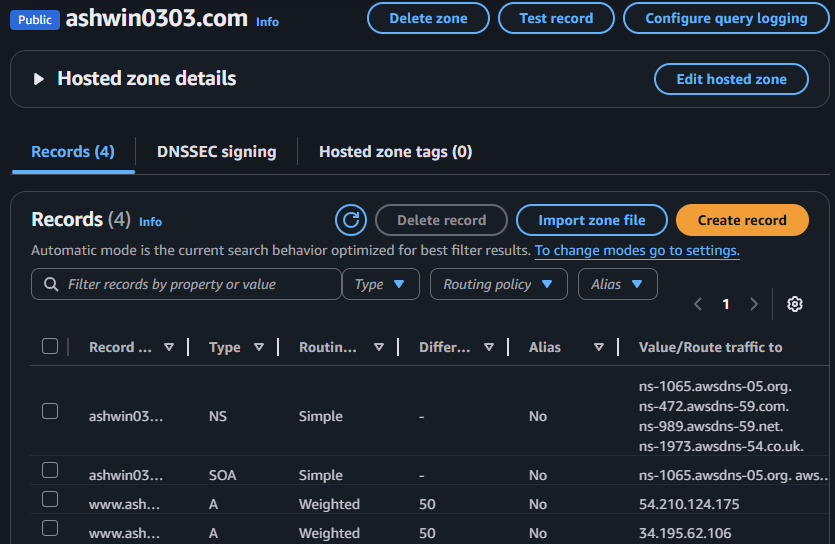 Public ashwin0303.com Info Delete zone Test record Configure query logging
Hosted zone details Edit hosted zone
Records (4) DNSSEC signing Hosted zone tags (0)
Records (4) Info Delete record Import zone file Create record
Automatic mode is the current search behavior optimized for best filter results. To change modes go to settings.
Filter records by property or value Type Routing policy Alias
1
Record ... Type Routin... Differ... Alias Value/Route traffic to
ns-1065.awsdns-05.org.
ns-472.awsdns-59.com.
ashwin03... NS Simple - No
ns-989.awsdns-59.net.
ns-1973.awsdns-54.co.uk.
ashwin03... SOA Simple - No ns-1065.awsdns-05.org. aws...
www.ash... A Weighted 50 No 54.210.124.175
www.ash... A Weighted 50 No 34.195.62.106